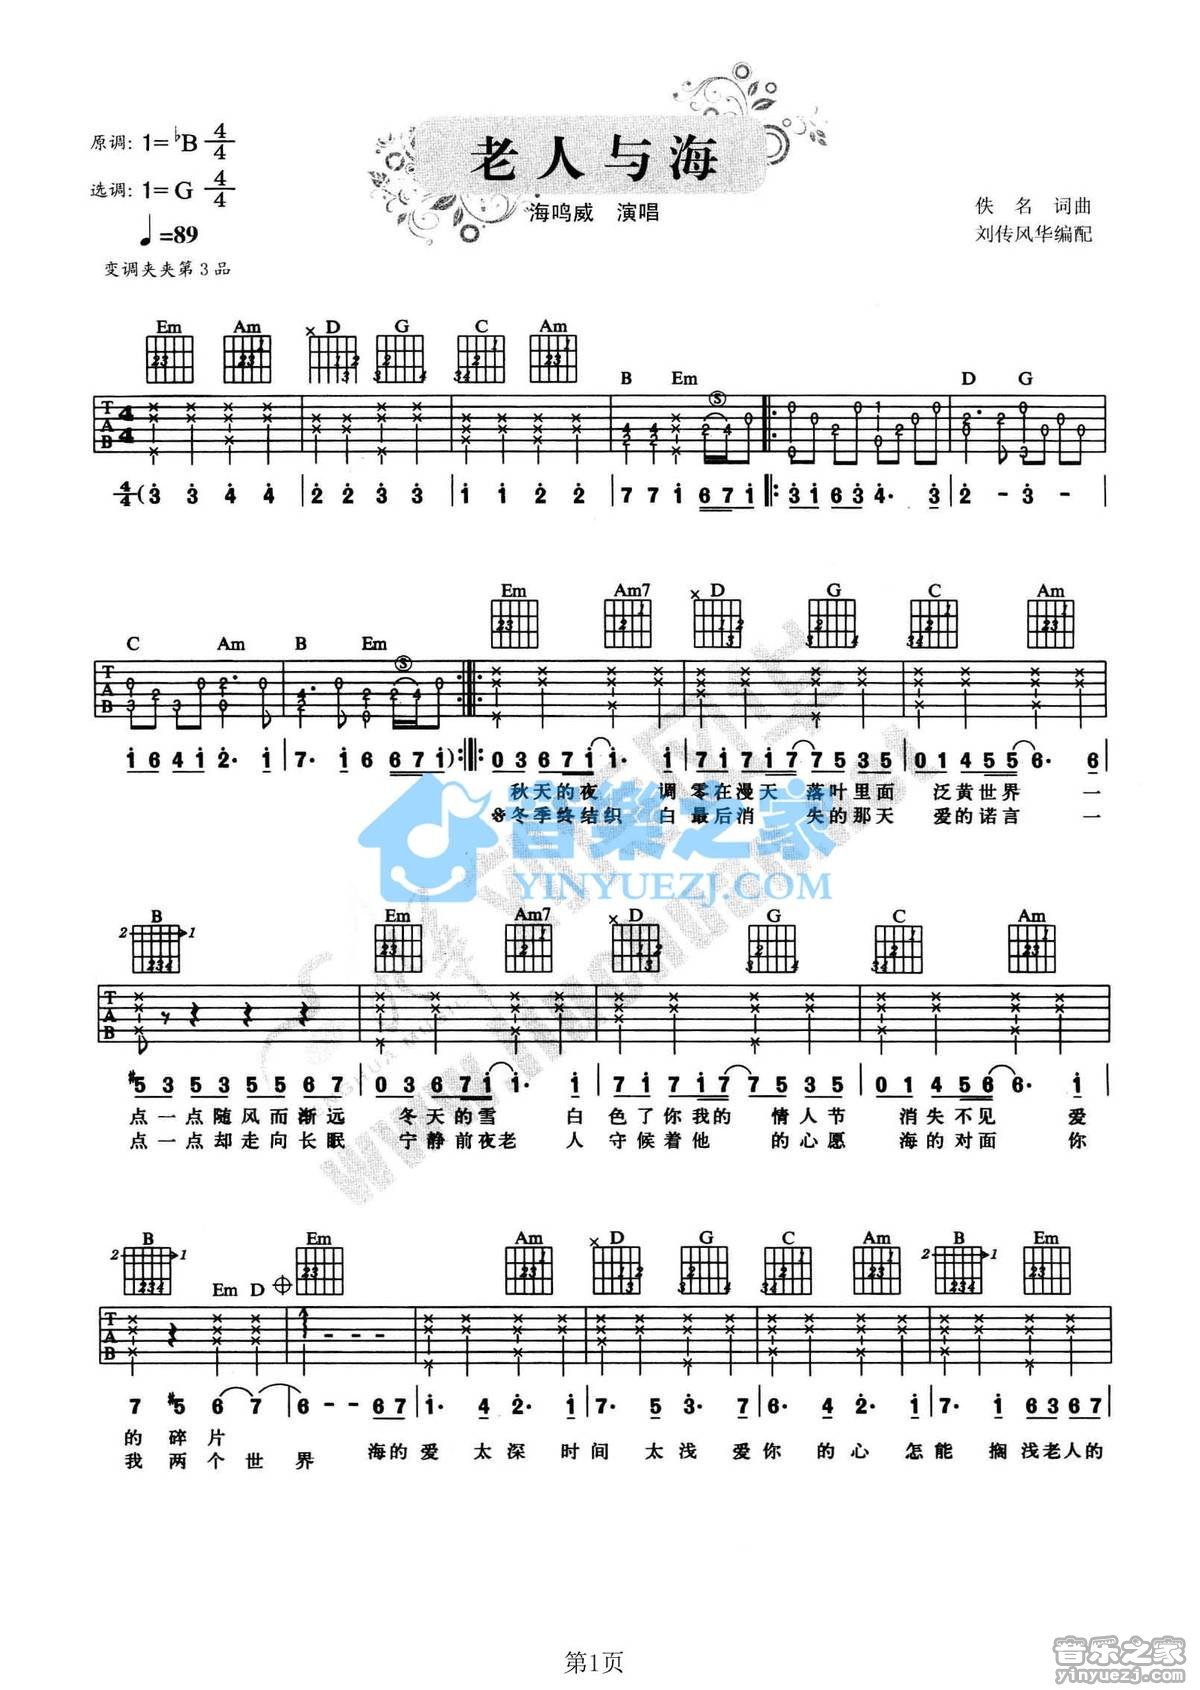 老人与海
海鸣威 演唱
原调: 1=♭B 4/4
选调: 1=G 4/4
♩=89
变调夹夹第3品
佚名 词曲
刘传风华编配
Em Am D G C Am
B Em D G
T A B 4/4
4/4 (3 3 4 4 | 2 2 3 3 | 1 1 2 2 | 7 7 1 6 7 1 |: 3 1 6 3 4· 3 | 2 - 3 - |
Em Am7 D G C Am
C Am B Em
T A B
1 6 4 1 2· 1 | 7· 1 6 6 7 1 ):||: 0 3 6 7 1 1· 1 | 7 1 7 1 7 7 5 3 5 | 0 1 4 5 5 6· 6
秋天的夜 调零在漫天 落叶里面 泛黄世界 一
𝄋冬季终结织 白最后消 失的那天 爱的诺言 一
B Em Am7 D G C Am
T A B
#5 3 5 3 5 5 6 7 | 0 3 6 7 1 1· 1 | 7 1 7 1 7 7 5 1 3 5 | 0 1 4 5 6 6· 1
点一点随风而渐远 冬天的雪 白色了你我的 情人节 消失不见 爱
点一点却走向长眠 宁静前夜老 人守候着他 的心愿 海的对面 你
B Em Am D G C Am B Em
Em D
T A B
7 #5 6 7 | 6 - - 6 7 | 1· 4 2· 1 | 7· 5 1· 7 | 6· 4 2· 1 | 7· 1 6 3 6 7
的碎片
我两个世界 海的爱太深时间太浅爱你的心怎能搁浅老人的
音樂之家
YINYUEZJ.COM
第1页
音乐之家
yinyuezj.com